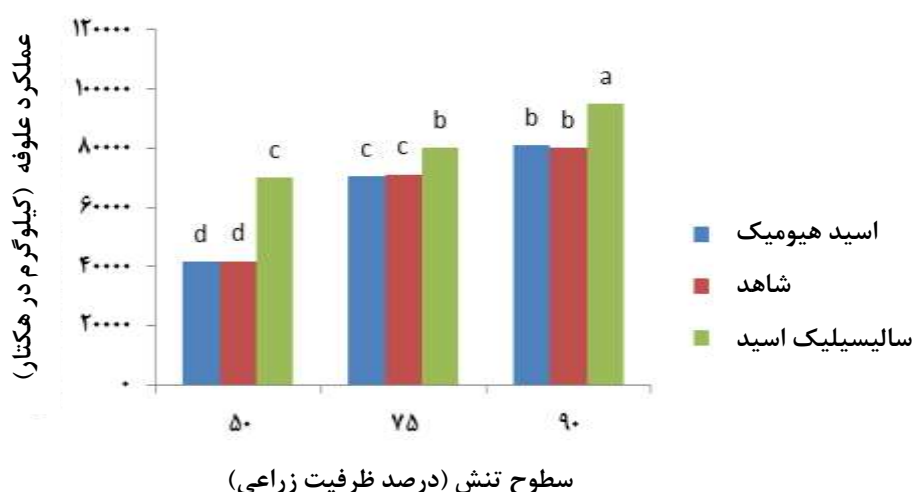 عملکرد علوفه (کیلوگرم در هکتار)
۱۲۰۰۰۰
۱۰۰۰۰۰
۸۰۰۰۰
۶۰۰۰۰
۴۰۰۰۰
۲۰۰۰۰
۰
d d c
c c b
b b a
۵۰ ۷۵ ۹۰
سطوح تنش (درصد ظرفیت زراعی)
اسید هیومیک
شاهد
سالیسیلیک اسید